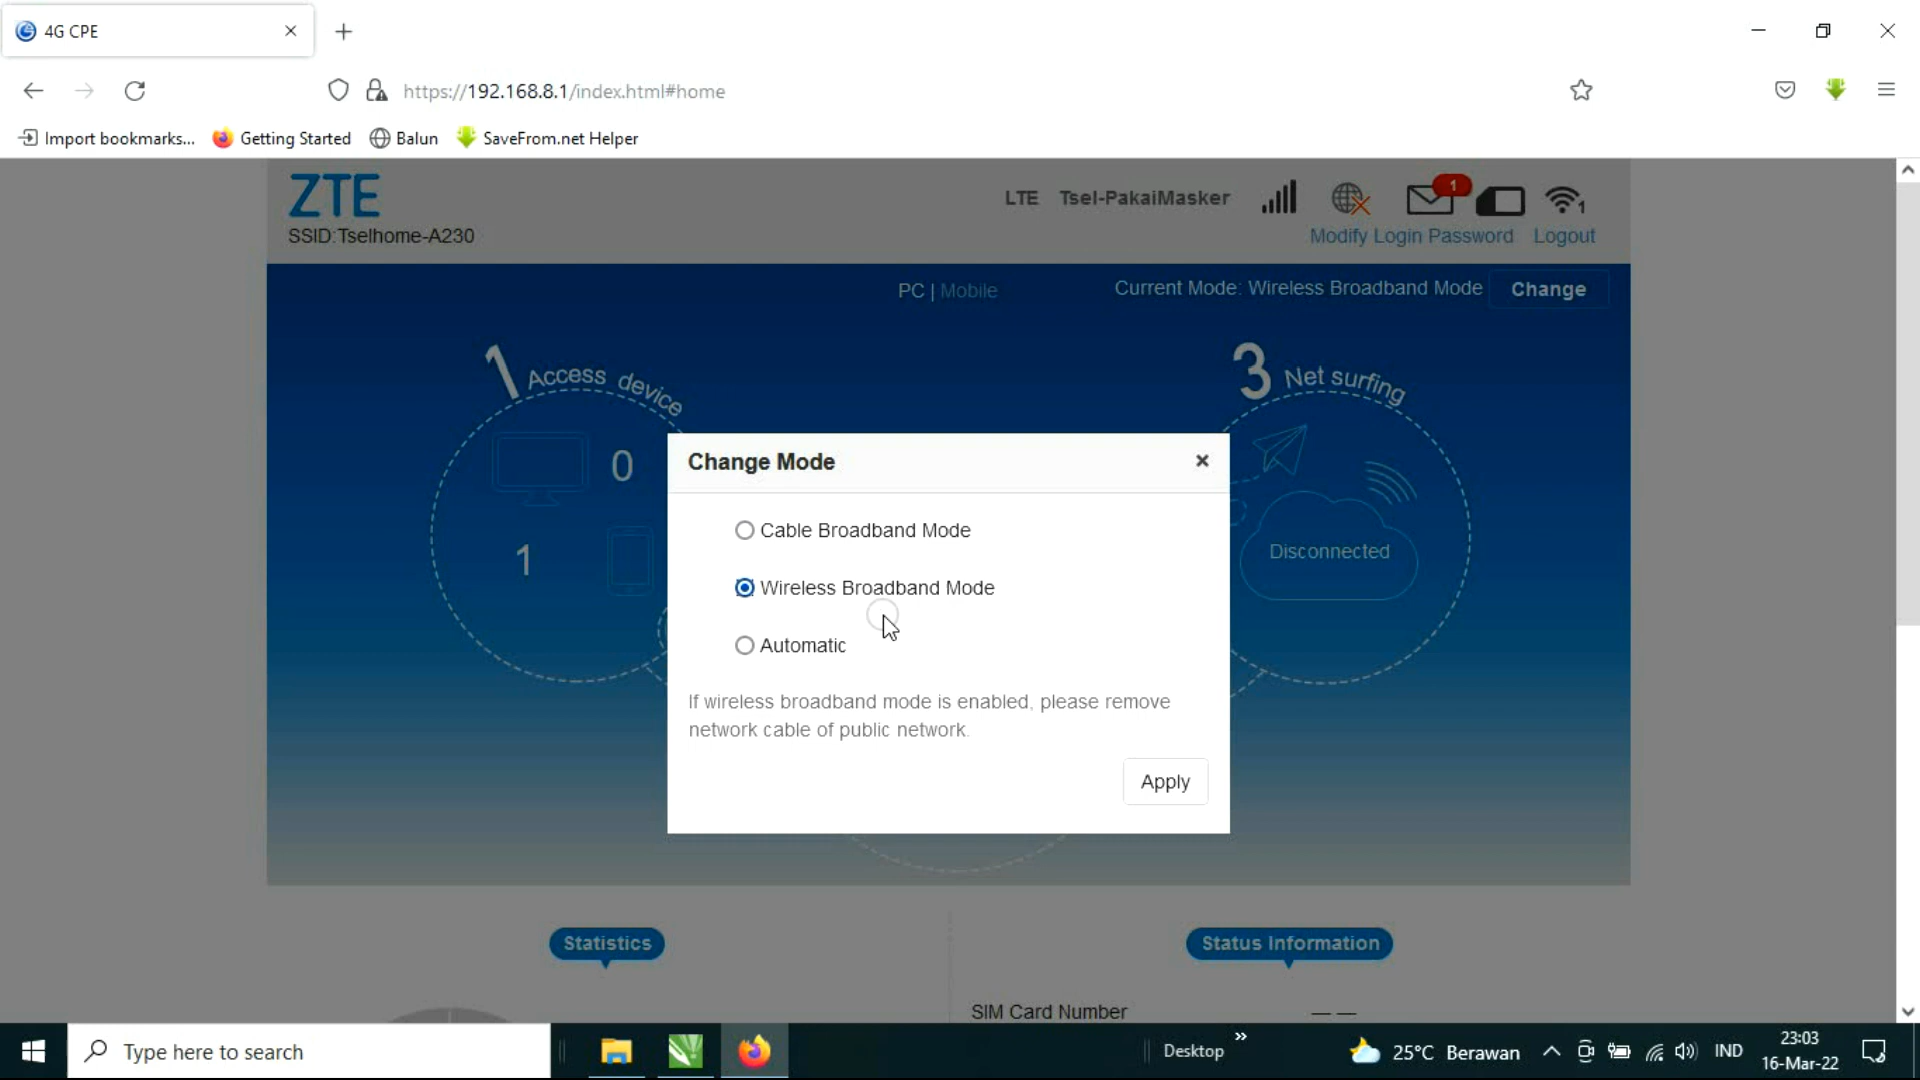 4G CPE
https://192.168.8.1/index.html#home
Import bookmarks... Getting Started Balun SaveFrom.net Helper
ZTE
SSID:Tselhome-A230
LTE Tsel-PakaiMasker
1
1
Modify Login Password Logout
PC | Mobile
Current Mode: Wireless Broadband Mode Change
1 Access device
0
1
3 Net surfing
Disconnected
Change Mode
×
Cable Broadband Mode
Wireless Broadband Mode
Automatic
If wireless broadband mode is enabled, please remove
network cable of public network.
Apply
Statistics
Status Information
SIM Card Number — —
Type here to search
Desktop »
25°C Berawan
IND
23:03
16-Mar-22